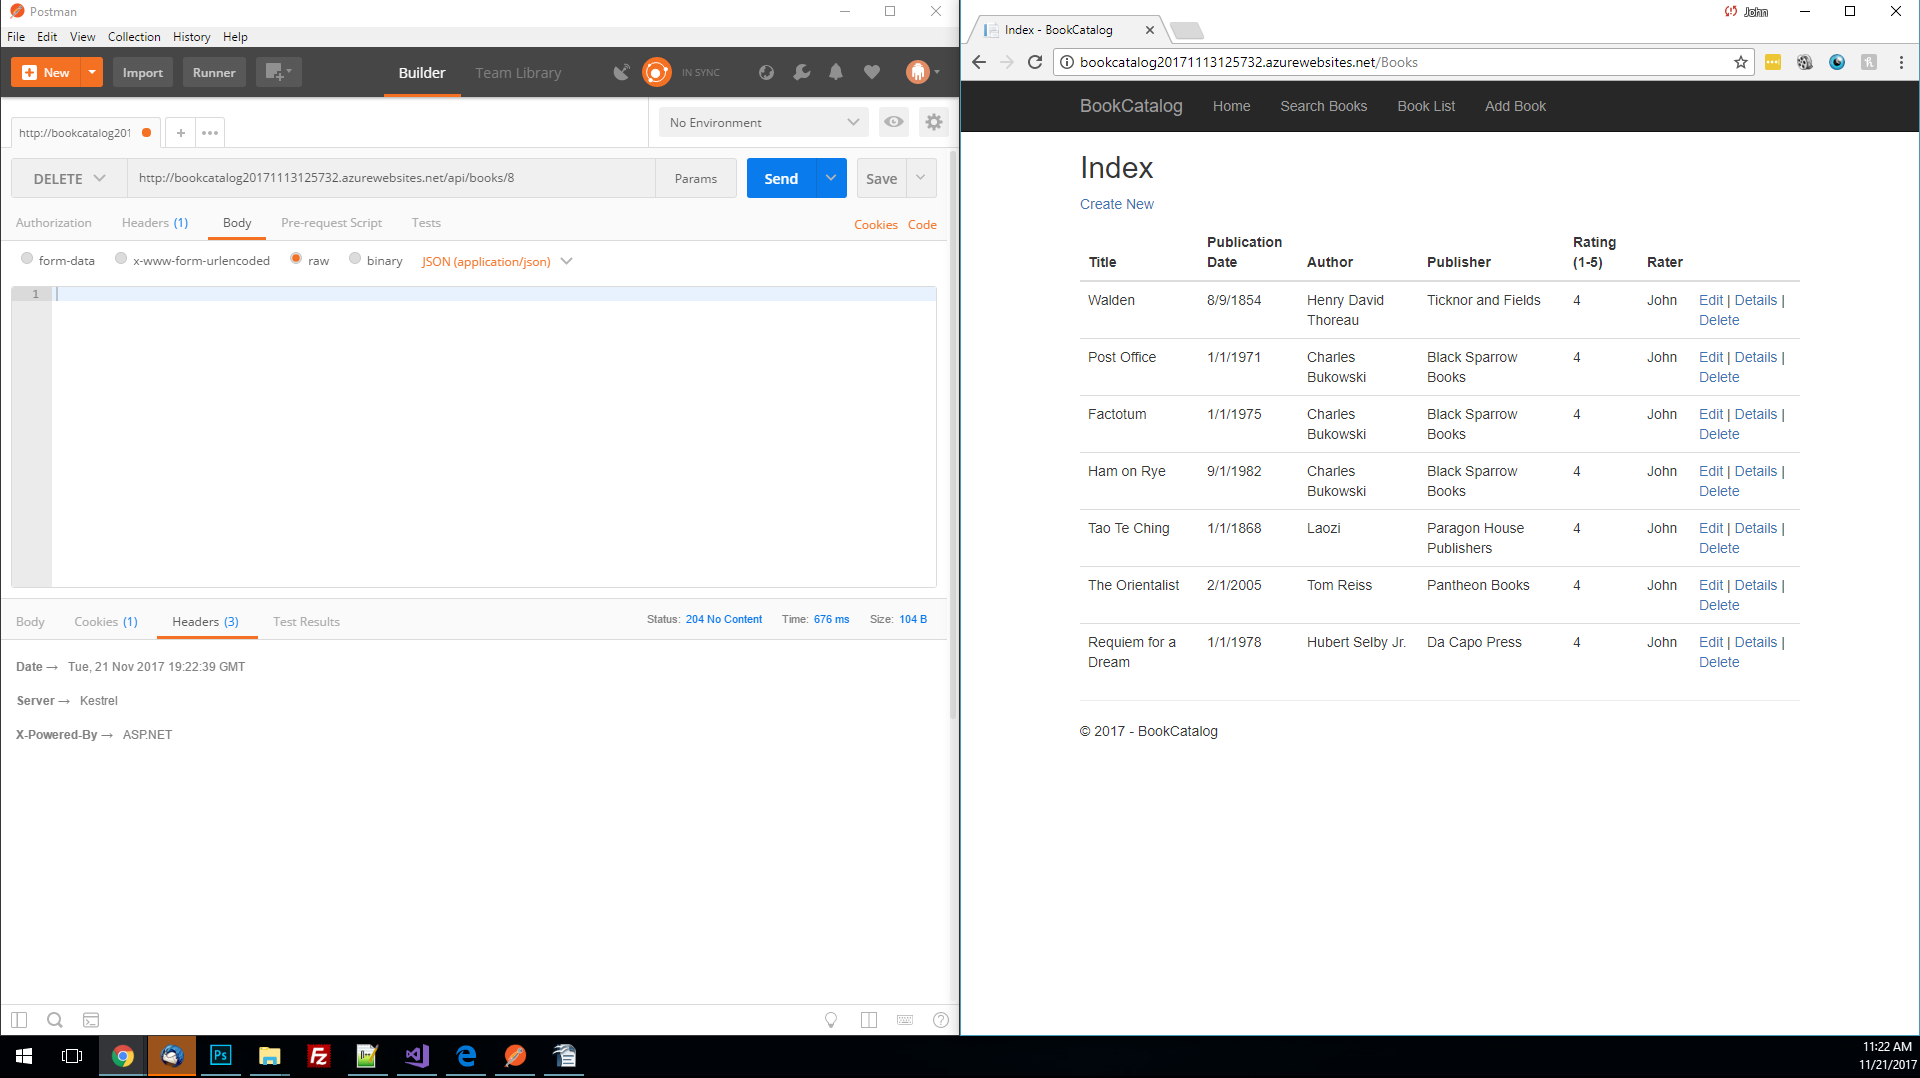 Postman
File Edit View Collection History Help
New Import Runner Builder Team Library IN SYNC
http://bookcatalog201 + ••• No Environment
DELETE http://bookcatalog20171113125732.azurewebsites.net/api/books/8 Params Send Save
Authorization Headers (1) Body Pre-request Script Tests Cookies Code
form-data x-www-form-urlencoded raw binary JSON (application/json)
1
Body Cookies (1) Headers (3) Test Results Status: 204 No Content Time: 676 ms Size: 104 B
Date → Tue, 21 Nov 2017 19:22:39 GMT
Server → Kestrel
X-Powered-By → ASP.NET
John
Index - BookCatalog
bookcatalog20171113125732.azurewebsites.net/Books
BookCatalog Home Search Books Book List Add Book
Index
Create New
Publication Rating
Title Date Author Publisher (1-5) Rater
Walden 8/9/1854 Henry David Ticknor and Fields 4 John Edit | Details |
Thoreau Delete
Post Office 1/1/1971 Charles Black Sparrow 4 John Edit | Details |
Bukowski Books Delete
Factotum 1/1/1975 Charles Black Sparrow 4 John Edit | Details |
Bukowski Books Delete
Ham on Rye 9/1/1982 Charles Black Sparrow 4 John Edit | Details |
Bukowski Books Delete
Tao Te Ching 1/1/1868 Laozi Paragon House 4 John Edit | Details |
Publishers Delete
The Orientalist 2/1/2005 Tom Reiss Pantheon Books 4 John Edit | Details |
Delete
Requiem for a 1/1/1978 Hubert Selby Jr. Da Capo Press 4 John Edit | Details |
Dream Delete
© 2017 - BookCatalog
Ps Fz
11:22 AM
11/21/2017